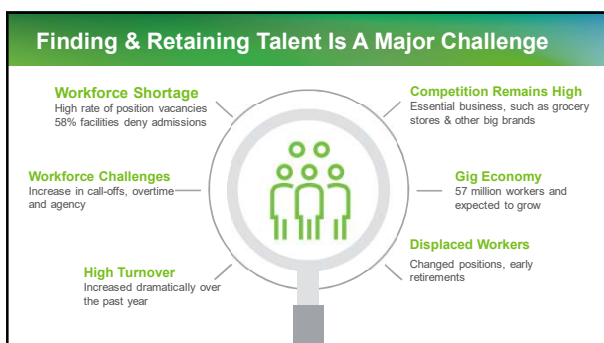 Finding & Retaining Talent Is A Major Challenge
Workforce Shortage
High rate of position vacancies
58% facilities deny admissions
Workforce Challenges
Increase in call-offs, overtime
and agency
High Turnover
Increased dramatically over
the past year
Competition Remains High
Essential business, such as grocery
stores & other big brands
Gig Economy
57 million workers and
expected to grow
Displaced Workers
Changed positions, early
retirements